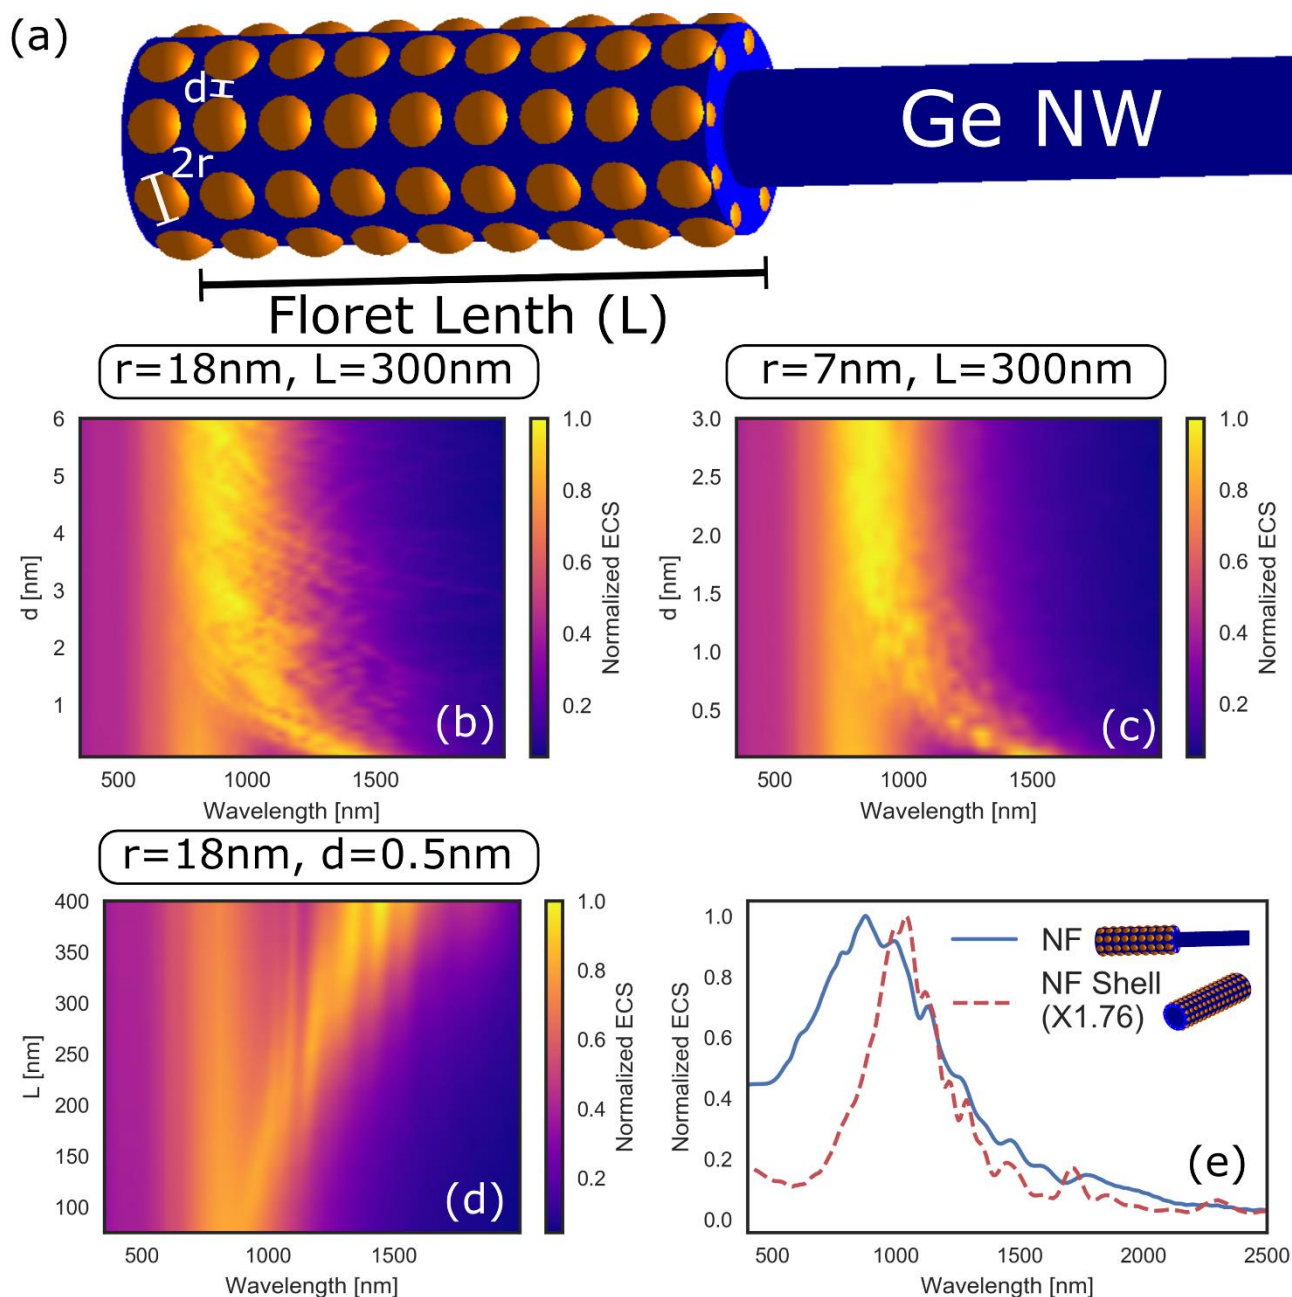 (a)
d
2r
Ge NW
Floret Lenth (L)
r=18nm, L=300nm
r=7nm, L=300nm
6
5
4
3
2
1
d [nm]
500
1000
1500
Wavelength [nm]
(b)
1.0
0.8
0.6
0.4
0.2
Normalized ECS
3.0
2.5
2.0
1.5
1.0
0.5
d [nm]
500
1000
1500
Wavelength [nm]
(c)
1.0
0.8
0.6
0.4
0.2
Normalized ECS
r=18nm, d=0.5nm
400
350
300
250
200
150
100
L [nm]
500
1000
1500
Wavelength [nm]
(d)
1.0
0.8
0.6
0.4
0.2
Normalized ECS
1.0
0.8
0.6
0.4
0.2
0.0
Normalized ECS
NF
NF Shell
(X1.76)
(e)
500
1000
1500
2000
2500
Wavelength [nm]